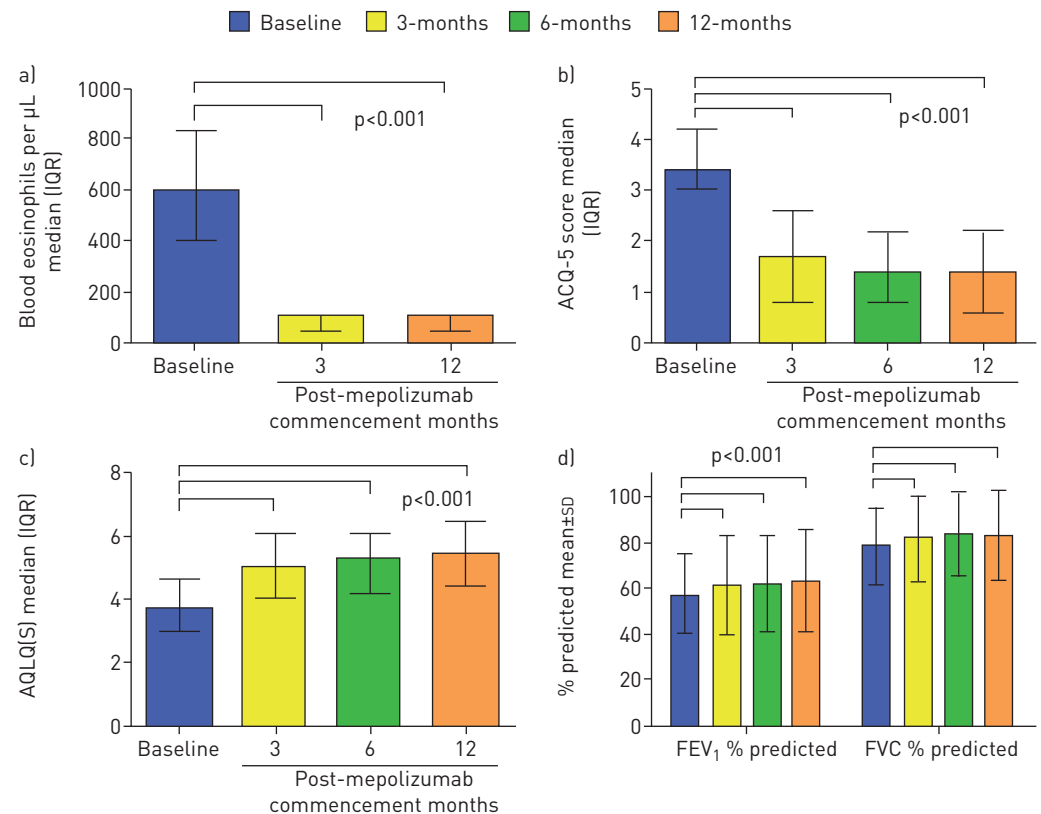 Baseline 3-months 6-months 12-months
a)
Blood eosinophils per µL
median (IQR)
1000
800
600
400
200
0
p<0.001
Baseline 3 12
Post-mepolizumab
commencement months
b)
ACQ-5 score median
(IQR)
5
4
3
2
1
0
p<0.001
Baseline 3 6 12
Post-mepolizumab
commencement months
c)
AQLQ(S) median (IQR)
8
6
4
2
0
p<0.001
Baseline 3 6 12
Post-mepolizumab
commencement months
d)
% predicted mean±SD
100
80
60
40
20
0
p<0.001
FEV₁ % predicted FVC % predicted